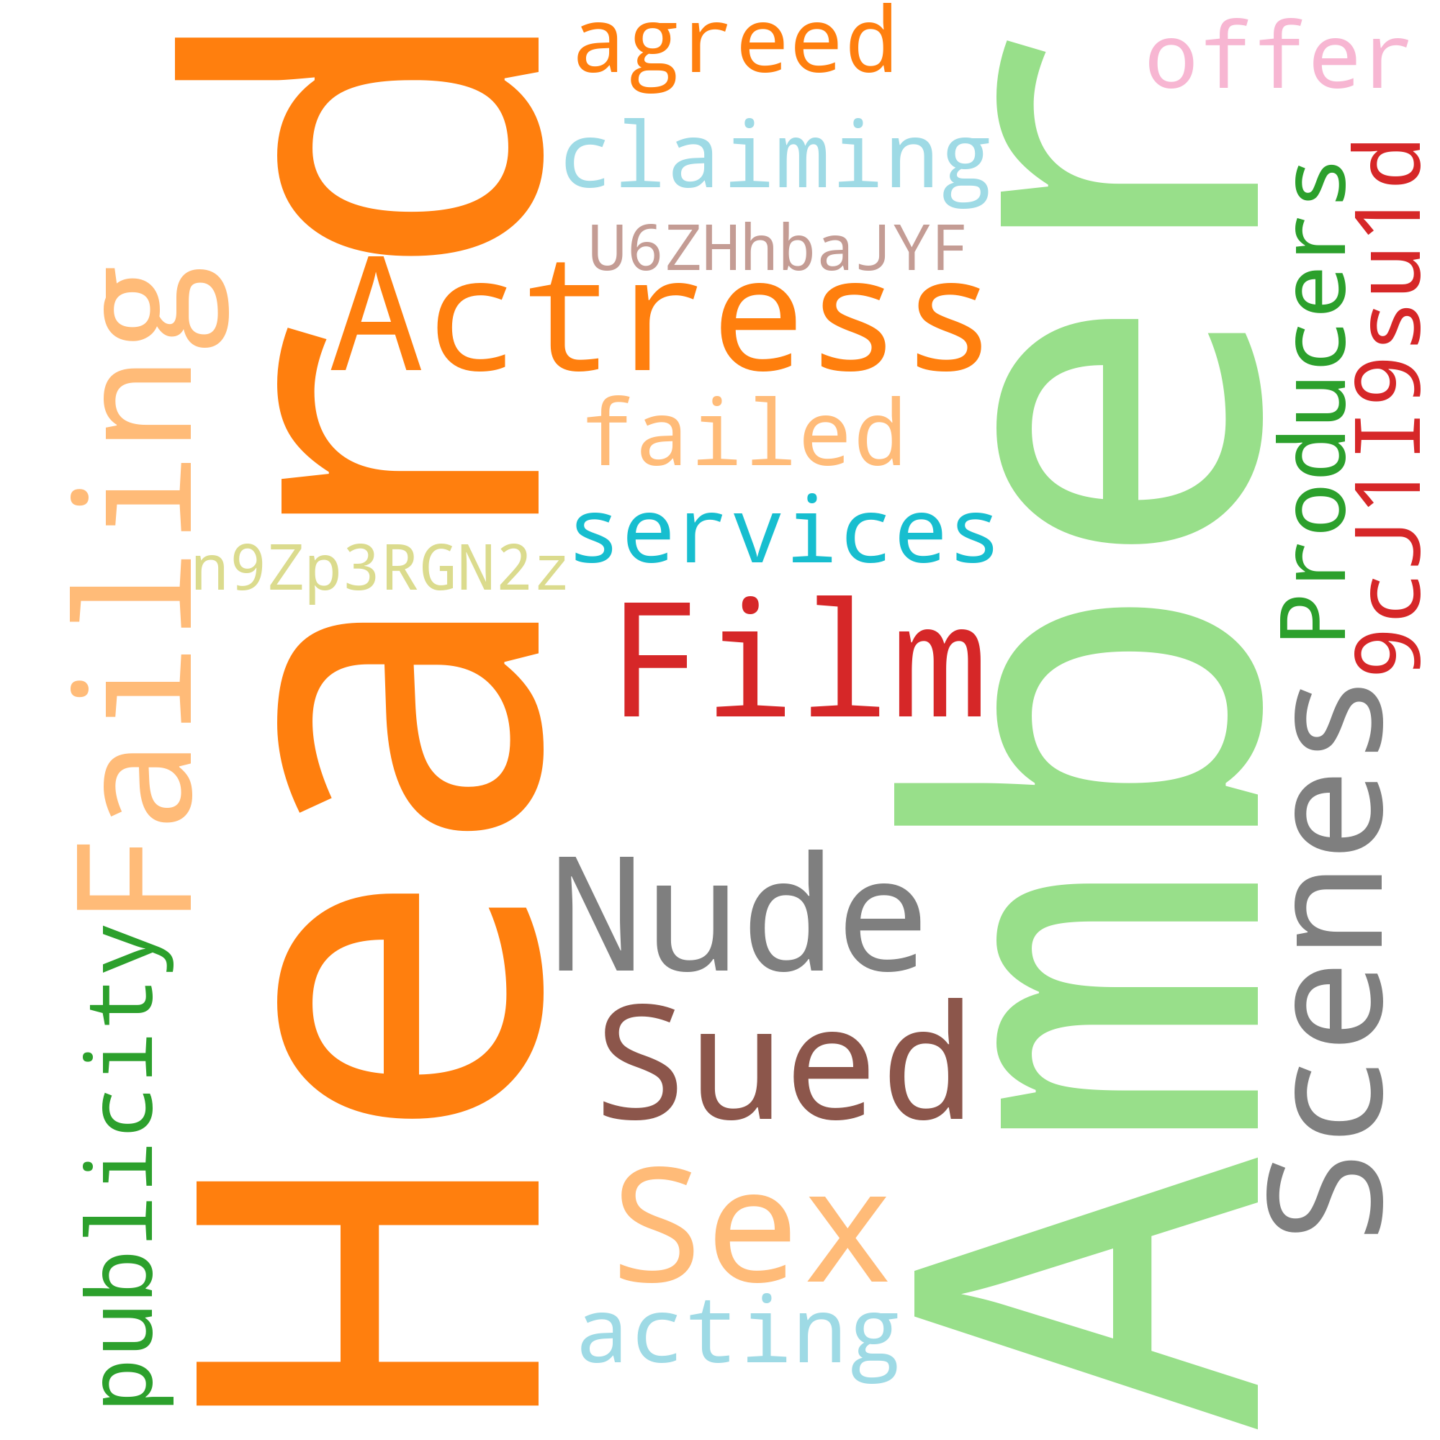 agreed
offer
claiming
U6ZHhbaJYF
Actress
failed
services
n9Zp3RGN2z
Film
Nude
Sued
Sex
acting
Failing
publicity
Heard
Amber
Producers
9cJ1I9su1d
Scenes